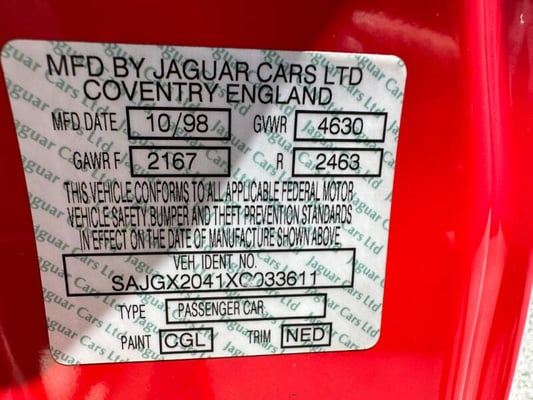 MFD BY JAGUAR CARS LTD
COVENTRY ENGLAND
MFD DATE 10/98 GVWR 4630
GAWR F 2167 R 2463
THIS VEHICLE CONFORMS TO ALL APPLICABLE FEDERAL MOTOR
VEHICLE SAFETY BUMPER AND THEFT PREVENTION STANDARDS
IN EFFECT ON THE DATE OF MANUFACTURE SHOWN ABOVE
VEH. IDENT NO.
SAJGX2041XC033611
TYPE PASSENGER CAR
PAINT CGL TRIM NED